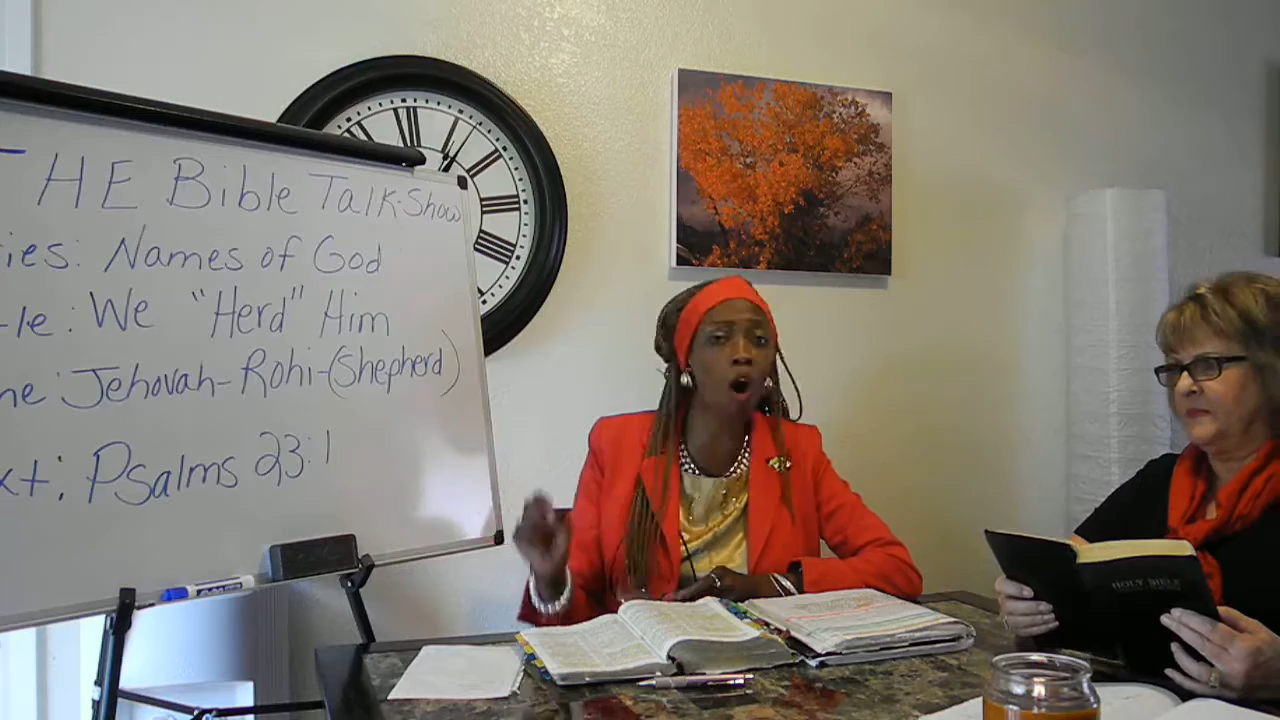 THE Bible Talk-Show
ies: Names of God
le: We "Herd" Him
me: Jehovah-Rohi-(Shepherd)
xt: Psalms 23:1
HOLY BIBLE